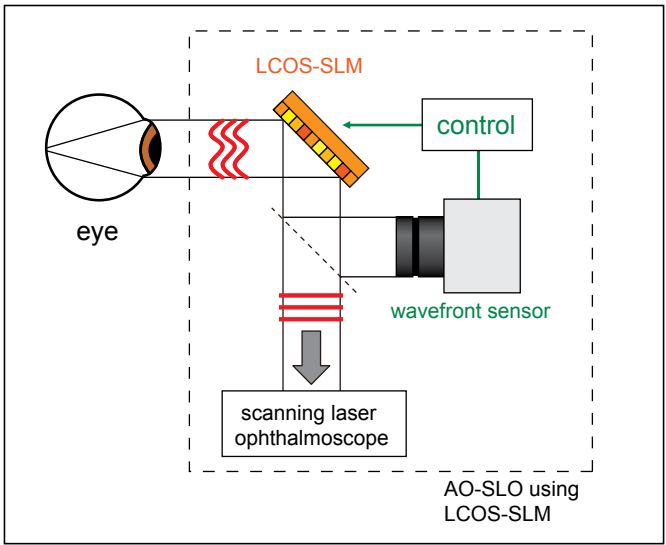 LCOS-SLM
control
eye
wavefront sensor
scanning laser
ophthalmoscope
AO-SLO using
LCOS-SLM